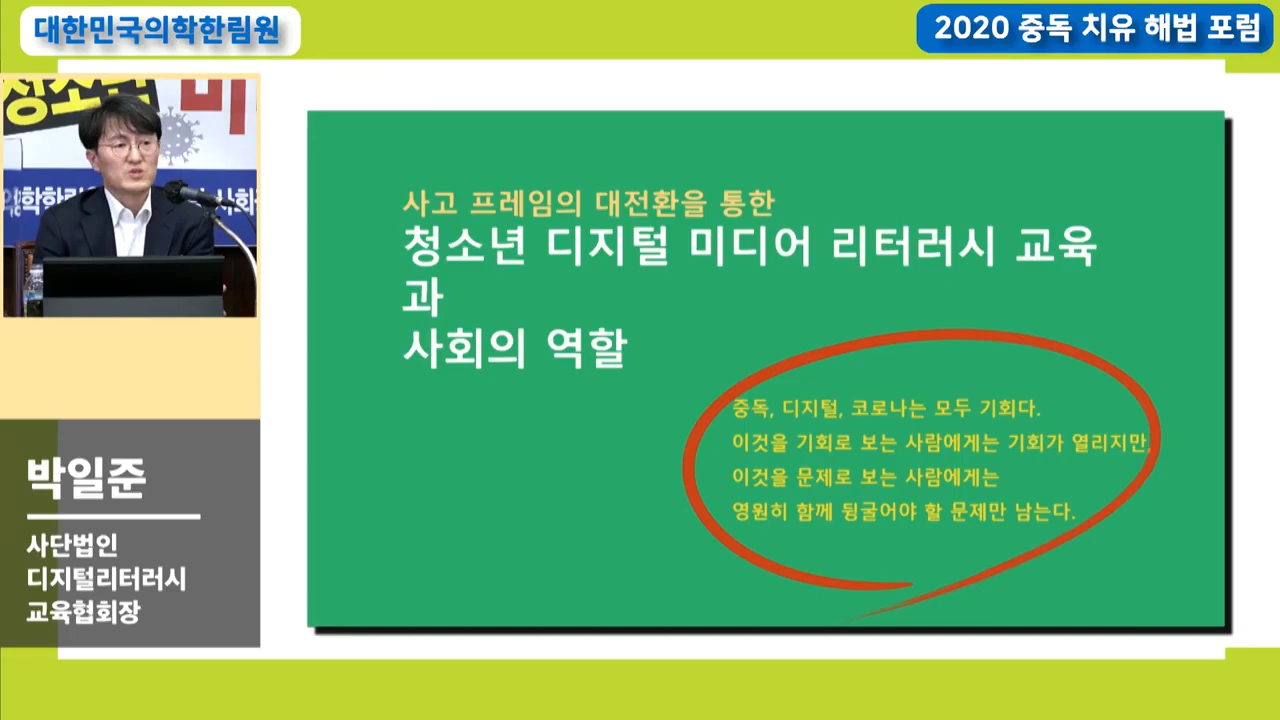 대한민국의학한림원
2020 중독 치유 해법 포럼
청소년
사고 프레임의 대전환을 통한
청소년 디지털 미디어 리터러시 교육
과
사회의 역할
중독, 디지털, 코로나는 모두 기회다.
이것을 기회로 보는 사람에게는 기회가 열리지만,
이것을 문제로 보는 사람에게는
영원히 함께 뒹굴어야 할 문제만 남는다.
박일준
사단법인
디지털리터러시
교육협회장